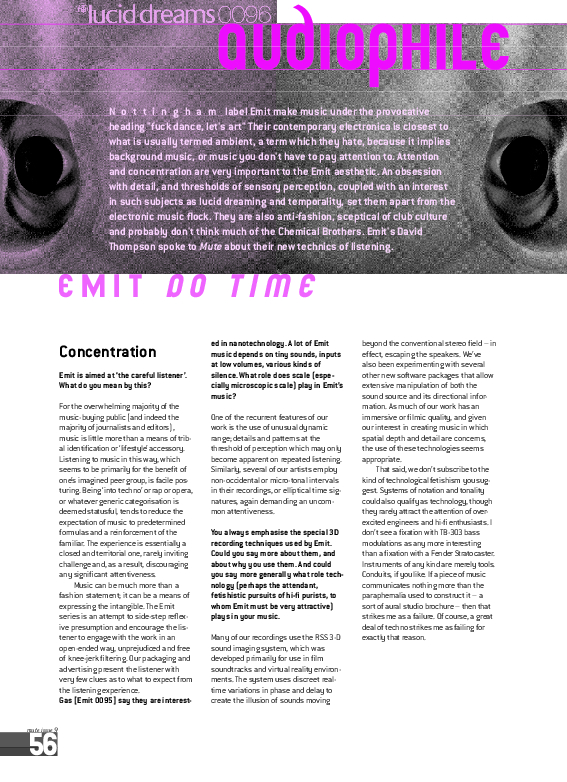 lucid dreams 0096
audiophile
Nottingham label Emit make music under the provocative
heading "fuck dance, let's art" Their contemporary electronica is closest to
what is usually termed ambient, a term which they hate, because it implies
background music, or music you don't have to pay attention to. Attention
and concentration are very important to the Emit aesthetic. An obsession
with detail, and thresholds of sensory perception, coupled with an interest
in such subjects as lucid dreaming and temporality, set them apart from the
electronic music flock. They are also anti-fashion, sceptical of club culture
and probably don't think much of the Chemical Brothers. Emit's David
Thompson spoke to Mute about their new technics of listening.
EMIT DO TIME
Concentration
Emit is aimed at 'the careful listener'.
What do you mean by this?
For the overwhelming majority of the
music-buying public (and indeed the
majority of journalists and editors),
music is little more than a means of trib-
al identification or 'lifestyle' accessory.
Listening to music in this way, which
seems to be primarily for the benefit of
one's imagined peer group, is facile pos-
turing. Being 'into techno' or rap or opera,
or whatever generic categorisation is
deemed statusful, tends to reduce the
expectation of music to predetermined
formulas and a reinforcement of the
familiar. The experience is essentially a
closed and territorial one, rarely inviting
challenge and, as a result, discouraging
any significant attentiveness.
Music can be much more than a
fashion statement; it can be a means of
expressing the intangible. The Emit
series is an attempt to side-step reflex-
ive presumption and encourage the lis-
tener to engage with the work in an
open-ended way, unprejudiced and free
of knee-jerk filtering. Our packaging and
advertising present the listener with
very few clues as to what to expect from
the listening experience.
Gas [Emit 0095] say they are interest-
ed in nanotechnology. A lot of Emit
music depends on tiny sounds, inputs
at low volumes, various kinds of
silence. What role does scale (espe-
cially microscopic scale) play in Emit's
music?
One of the recurrent features of our
work is the use of unusual dynamic
range; details and patterns at the
threshold of perception which may only
become apparent on repeated listening.
Similarly, several of our artists employ
non-occidental or micro-tonal intervals
in their recordings, or elliptical time sig-
natures, again demanding an uncom-
mon attentiveness.
You always emphasise the special 3D
recording techniques used by Emit.
Could you say more about them, and
about why you use them. And could
you say more generally what role tech-
nology (perhaps the attendant,
fetishistic pursuits of hi-fi purists, to
whom Emit must be very attractive)
plays in your music.
Many of our recordings use the RSS 3-D
sound imaging system, which was
developed primarily for use in film
soundtracks and virtual reality environ-
ments. The system uses discreet real-
time variations in phase and delay to
create the illusion of sounds moving
beyond the conventional stereo field – in
effect, escaping the speakers. We've
also been experimenting with several
other new software packages that allow
extensive manipulation of both the
sound source and its directional infor-
mation. As much of our work has an
immersive or filmic quality, and given
our interest in creating music in which
spatial depth and detail are concerns,
the use of these technologies seems
appropriate.
That said, we don't subscribe to the
kind of technological fetishism you sug-
gest. Systems of notation and tonality
could also qualify as technology, though
they rarely attract the attention of over-
excited engineers and hi-fi enthusiasts. I
don't see a fixation with TB-303 bass
modulations as any more interesting
than a fixation with a Fender Stratocaster.
Instruments of any kind are merely tools.
Conduits, if you like. If a piece of music
communicates nothing more than the
paraphernalia used to construct it – a
sort of aural studio brochure – then that
strikes me as a failure. Of course, a great
deal of techno strikes me as failing for
exactly that reason.
56